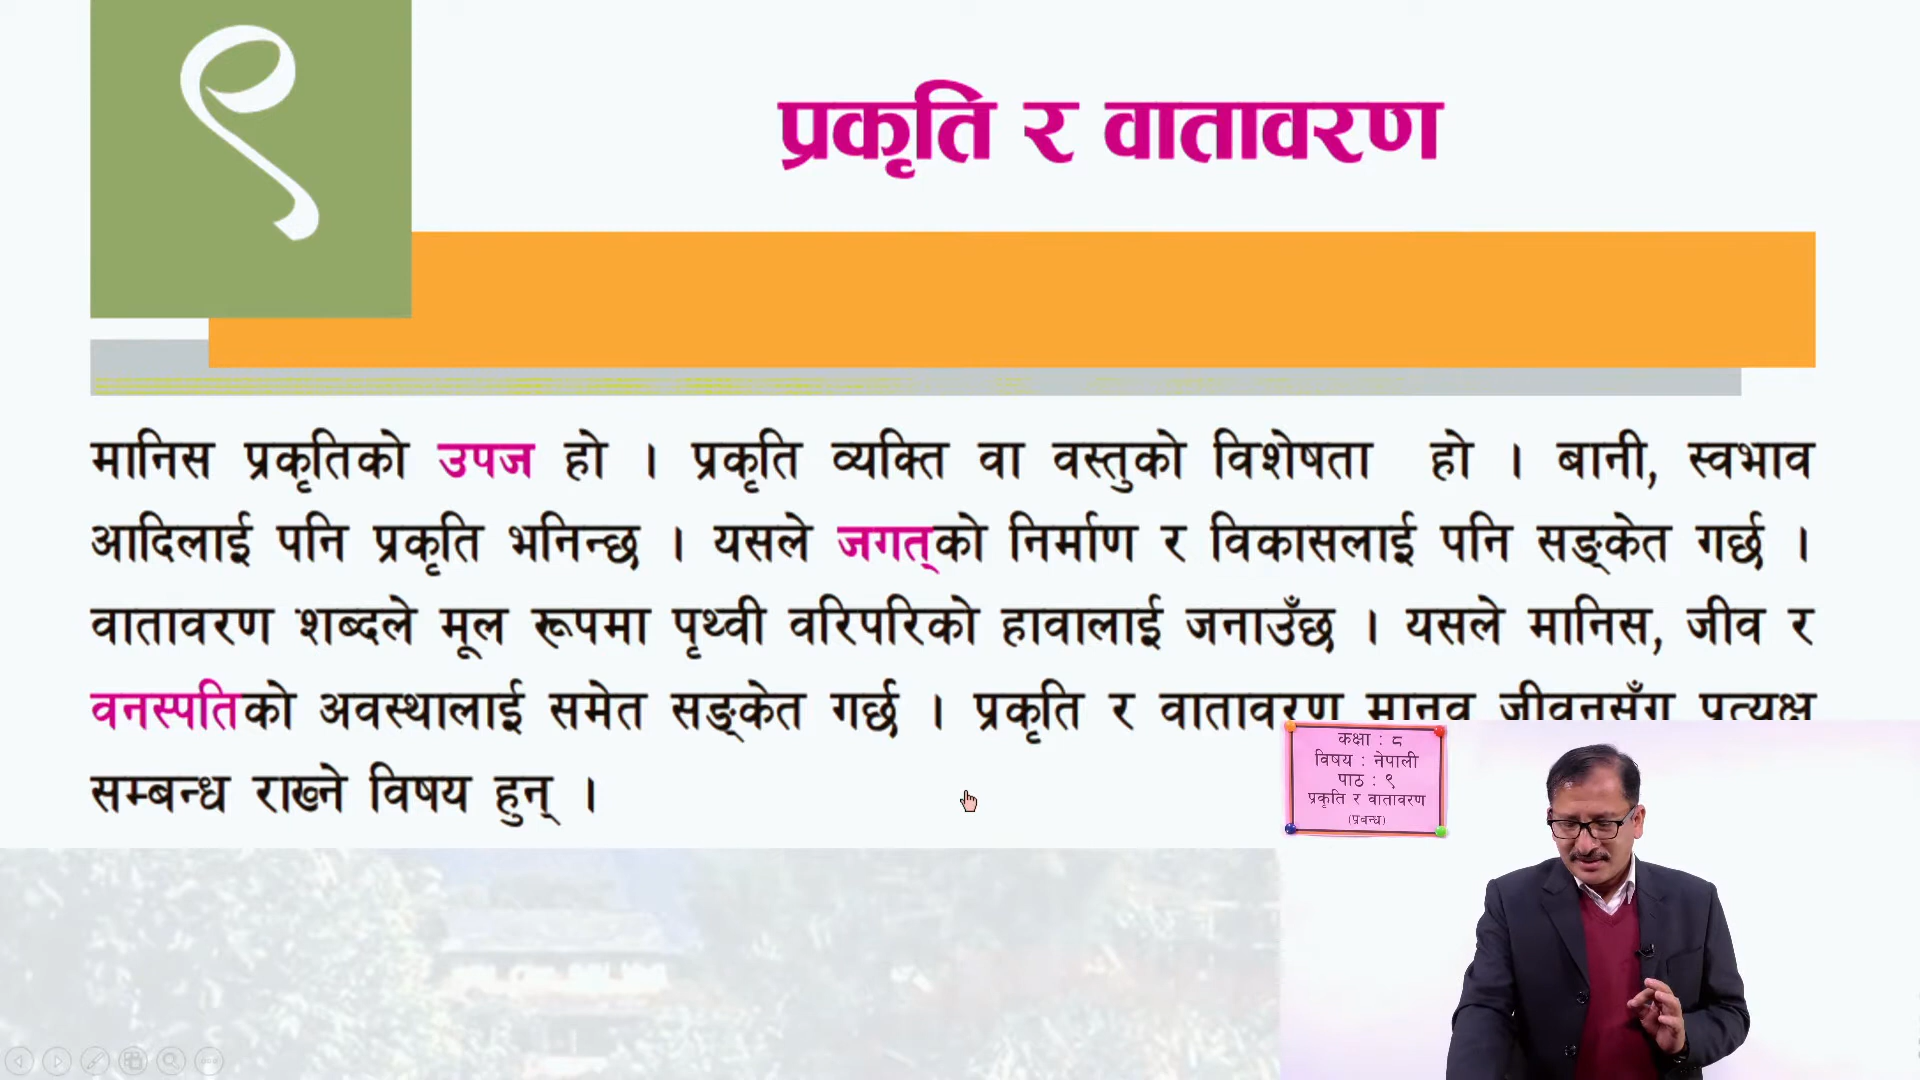 ९
प्रकृति र वातावरण
मानिस प्रकृतिको उपज हो । प्रकृति व्यक्ति वा वस्तुको विशेषता हो । बानी, स्वभाव
आदिलाई पनि प्रकृति भनिन्छ । यसले जगत्को निर्माण र विकासलाई पनि सङ्केत गर्छ ।
वातावरण शब्दले मूल रूपमा पृथ्वी वरिपरिको हावालाई जनाउँछ । यसले मानिस, जीव र
वनस्पतिको अवस्थालाई समेत सङ्केत गर्छ । प्रकृति र वातावरण मानव जीवनसँग प्रत्यक्ष
सम्बन्ध राख्ने विषय हुन् ।
कक्षा : ८
विषय : नेपाली
पाठ : ९
प्रकृति र वातावरण
(प्रबन्ध)